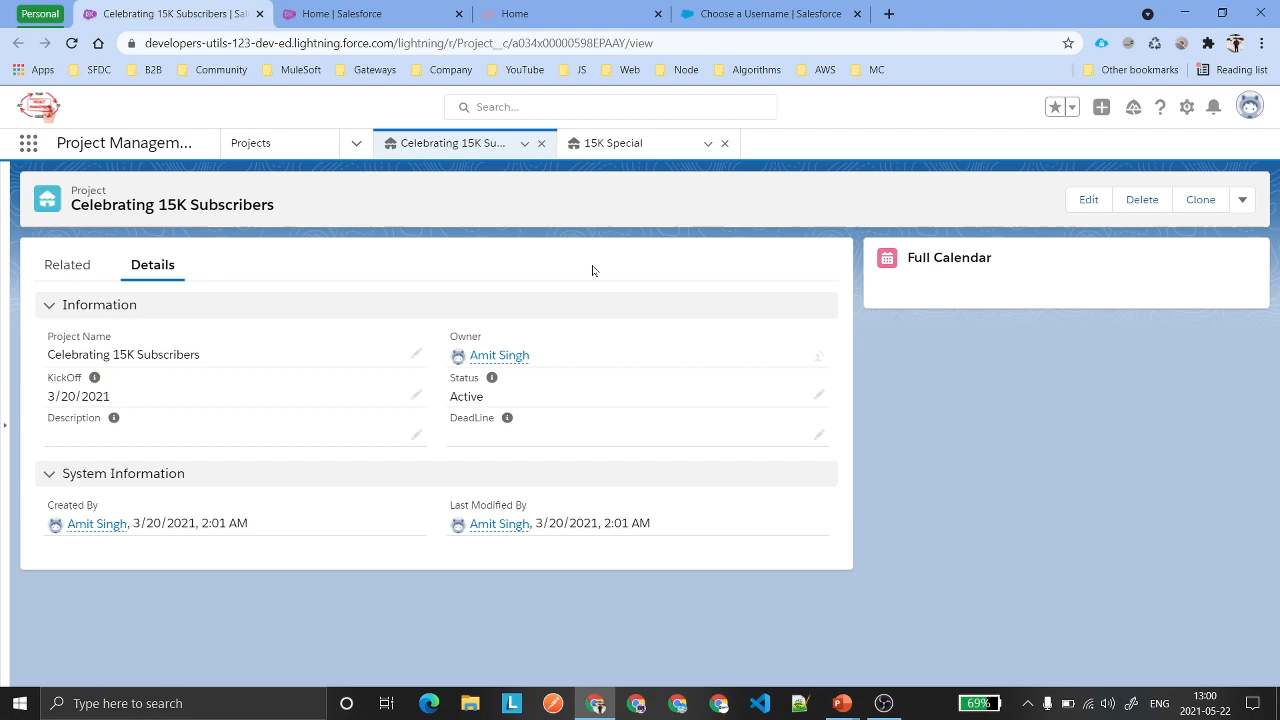 Personal
Celebrating 15K Subscribers | Sal
Home | Salesforce
Home
Choose a Username | Salesforce
developers-utils-123-dev-ed.lightning.force.com/lightning/r/Project__c/a034x00000598EPAAY/view
Apps
SFDC
B2B
Community
MuleSoft
Gateways
Company
YouTube
JS
Web
Node
Algorithms
AWS
MC
Other bookmarks
Reading list
Search...
Project Managem...
Projects
Celebrating 15K Su...
15K Special
Project
Celebrating 15K Subscribers
Edit
Delete
Clone
Related
Details
Full Calendar
Information
Project Name
Celebrating 15K Subscribers
Owner
Amit Singh
KickOff
3/20/2021
Status
Active
Description
DeadLine
System Information
Created By
Amit Singh, 3/20/2021, 2:01 AM
Last Modified By
Amit Singh, 3/20/2021, 2:01 AM
Type here to search
69%
ENG
13:00
2021-05-22